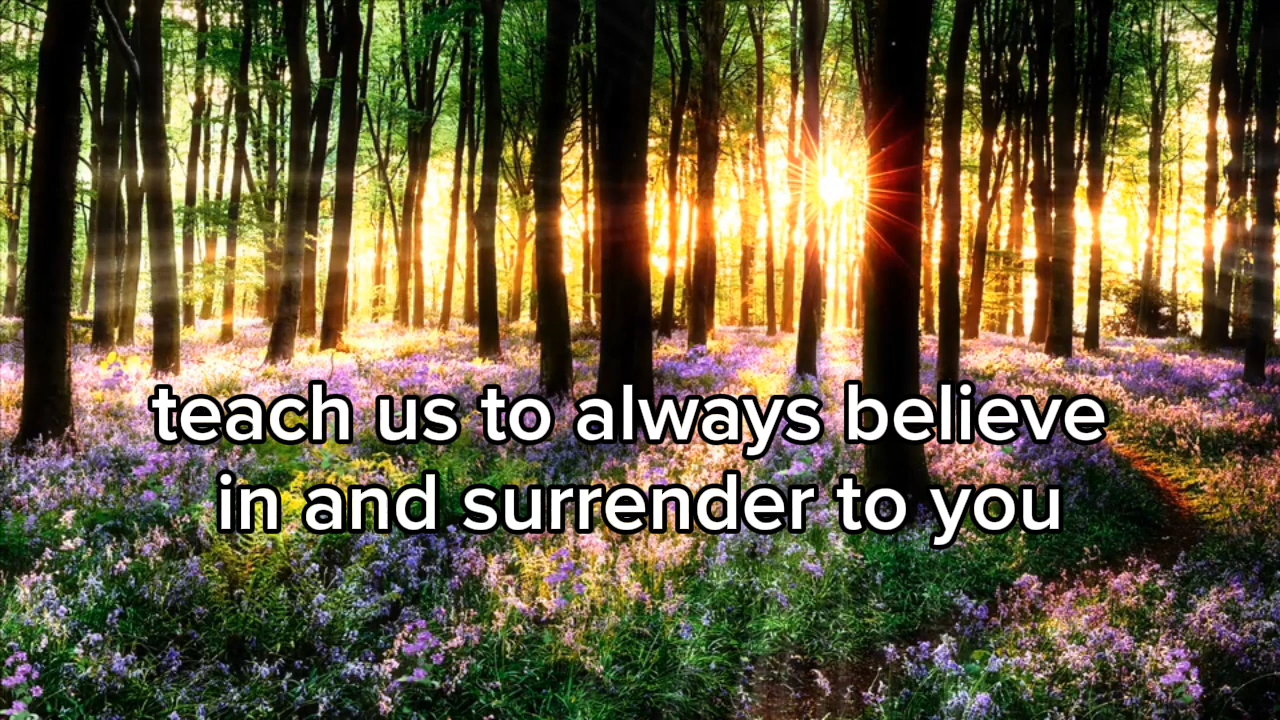 teach us to always believe
in and surrender to you